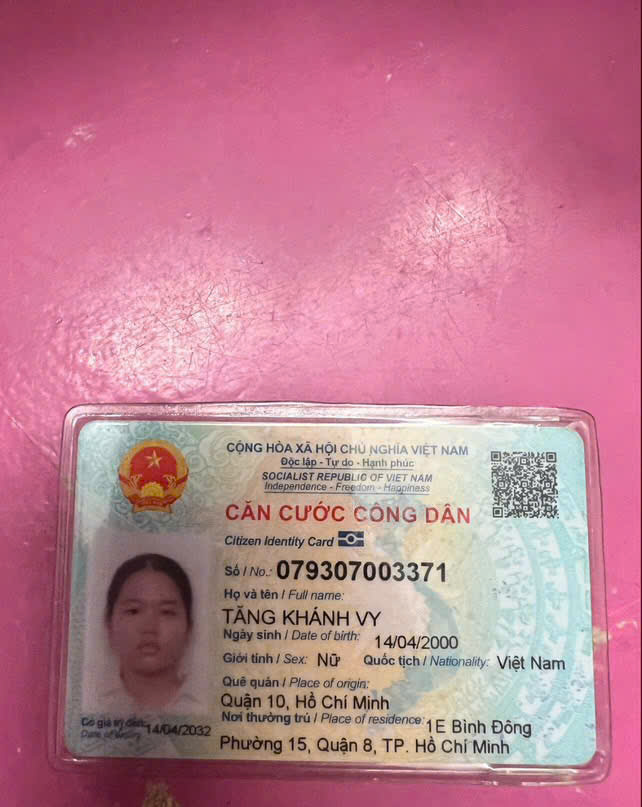 CỘNG HÒA XÃ HỘI CHỦ NGHĨA VIỆT NAM
Độc lập - Tự do - Hạnh phúc
SOCIALIST REPUBLIC OF VIET NAM
Independence - Freedom - Happiness
CĂN CƯỚC CÔNG DÂN
Citizen Identity Card
Số / No.: 079307003371
Họ và tên / Full name:
TĂNG KHÁNH VY
Ngày sinh / Date of birth: 14/04/2000
Giới tính / Sex: Nữ Quốc tịch / Nationality: Việt Nam
Quê quán / Place of origin:
Quận 10, Hồ Chí Minh
Nơi thường trú / Place of residence: 1E Bình Đông
Phường 15, Quận 8, TP. Hồ Chí Minh
Có giá trị đến: 14/04/2032
Date of expiry